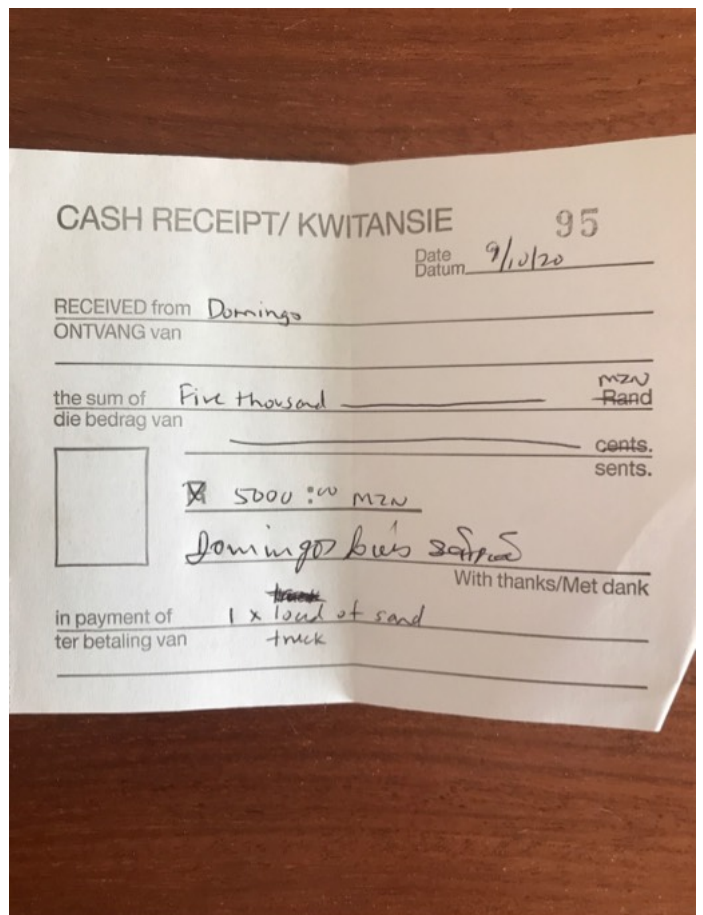 CASH RECEIPT/ KWITANSIE 95
Date 9/10/20
Datum
RECEIVED from Domingo
ONTVANG van
MZN
the sum of Five thousand Rand
die bedrag van
cents.
sents.
5000:00 MZN
Domingos
With thanks/Met dank
in payment of 1 x load of sand
ter betaling van truck